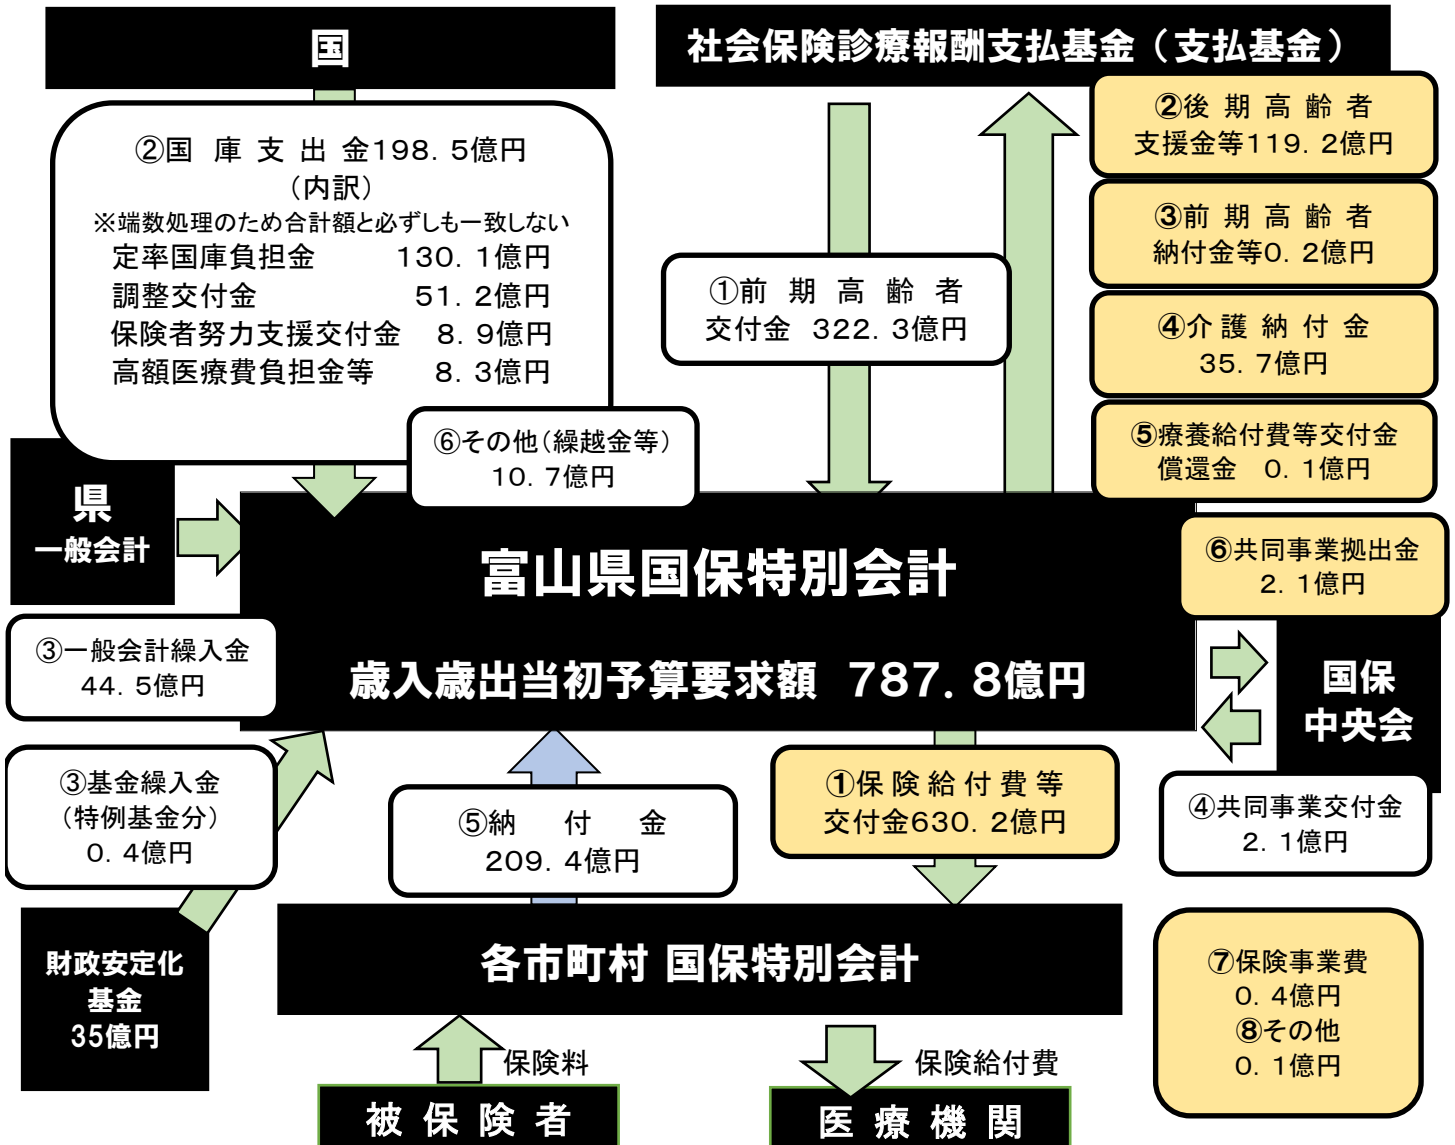 国
社会保険診療報酬支払基金（支払基金）
②国 庫 支 出 金198．5億円
（内訳）
※端数処理のため合計額と必ずしも一致しない
定率国庫負担金 130．1億円
調整交付金 51．2億円
保険者努力支援交付金 8．9億円
高額医療費負担金等 8．3億円
①前 期 高 齢 者
交付金 322．3億円
②後 期 高 齢 者
支援金等119．2億円
③前 期 高 齢 者
納付金等0．2億円
④介 護 納 付 金
35．7億円
⑤療養給付費等交付金
償還金 0．1億円
⑥その他（繰越金等）
10．7億円
県
一般会計
富山県国保特別会計
歳入歳出当初予算要求額 787．8億円
⑥共同事業拠出金
2．1億円
③一般会計繰入金
44．5億円
国保
中央会
③基金繰入金
（特例基金分）
0．4億円
⑤納 付 金
209．4億円
①保 険 給 付 費 等
交付金630．2億円
④共同事業交付金
2．1億円
財政安定化
基金
35億円
各市町村 国保特別会計
⑦保険事業費
0．4億円
⑧その他
0．1億円
保険料
保険給付費
被 保 険 者
医 療 機 関